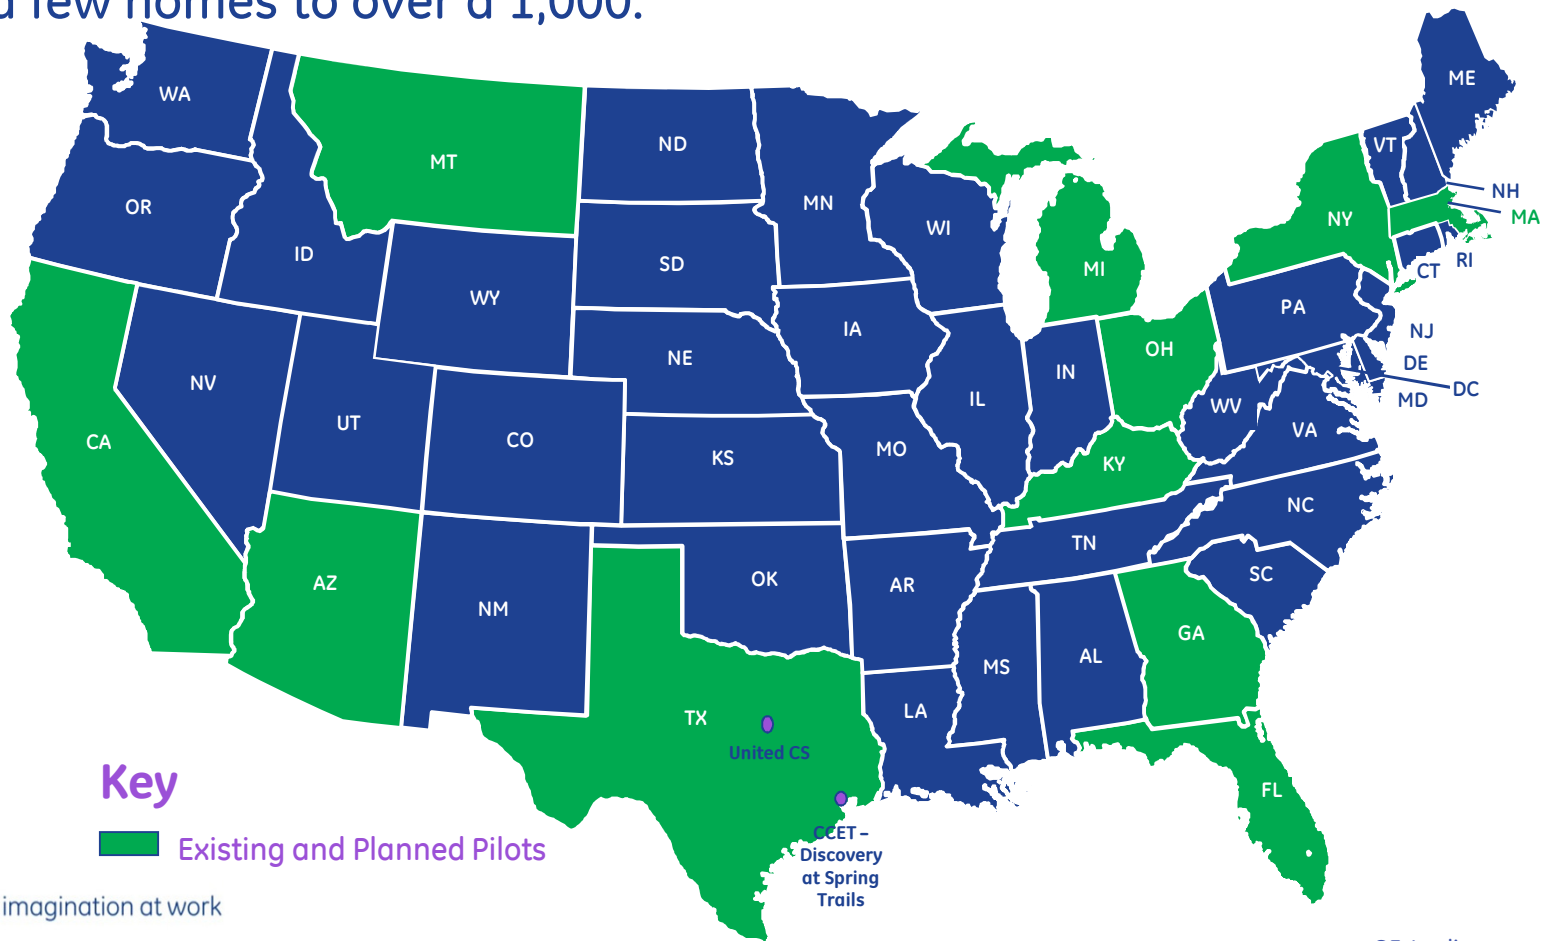 few homes to over a 1,000.
WA
MT
ND
MN
ME
VT
OR
ID
SD
WI
NH
MA
NY
MI
CT
RI
WY
IA
PA
NJ
NE
OH
DE
NV
IN
DC
MD
UT
CO
IL
WV
VA
CA
KS
MO
KY
NC
TN
AZ
OK
AR
SC
NM
GA
MS
AL
TX
LA
United CS
FL
CCET –
Discovery
at Spring
Trails
Key
Existing and Planned Pilots
imagination at work